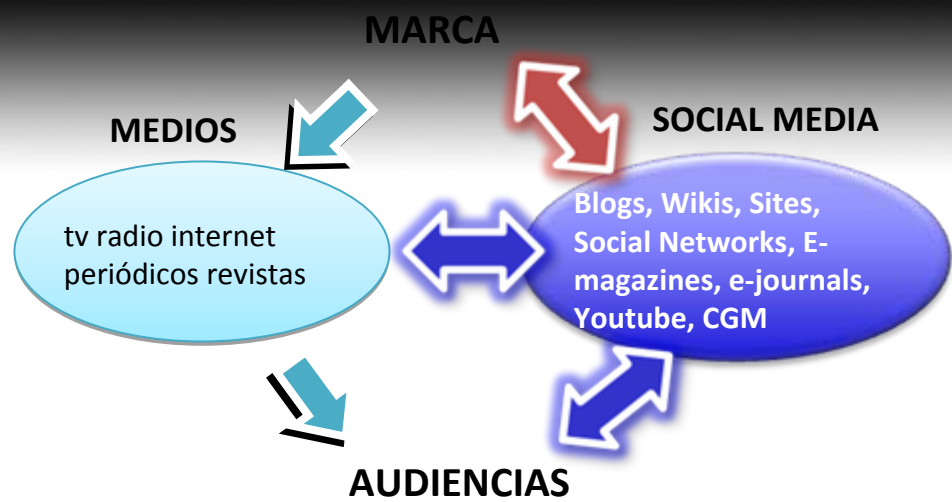 MARCA
MEDIOS
SOCIAL MEDIA
tv radio internet
periódicos revistas
Blogs, Wikis, Sites,
Social Networks, E-
magazines, e-journals,
Youtube, CGM
AUDIENCIAS